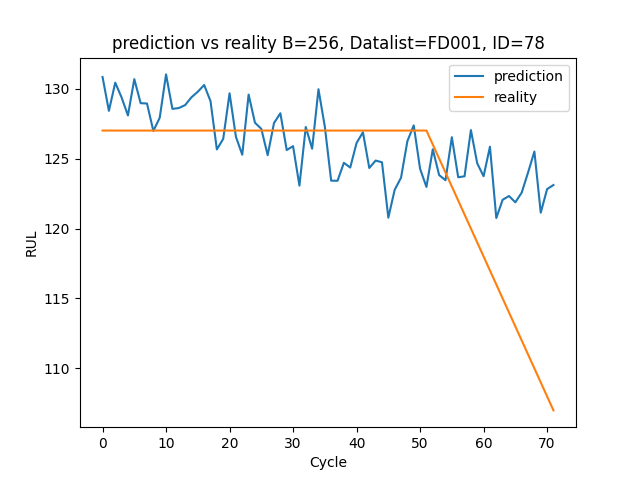 prediction vs reality B=256, Datalist=FD001, ID=78
prediction
reality
130
125
120
115
110
RUL
0 10 20 30 40 50 60 70
Cycle